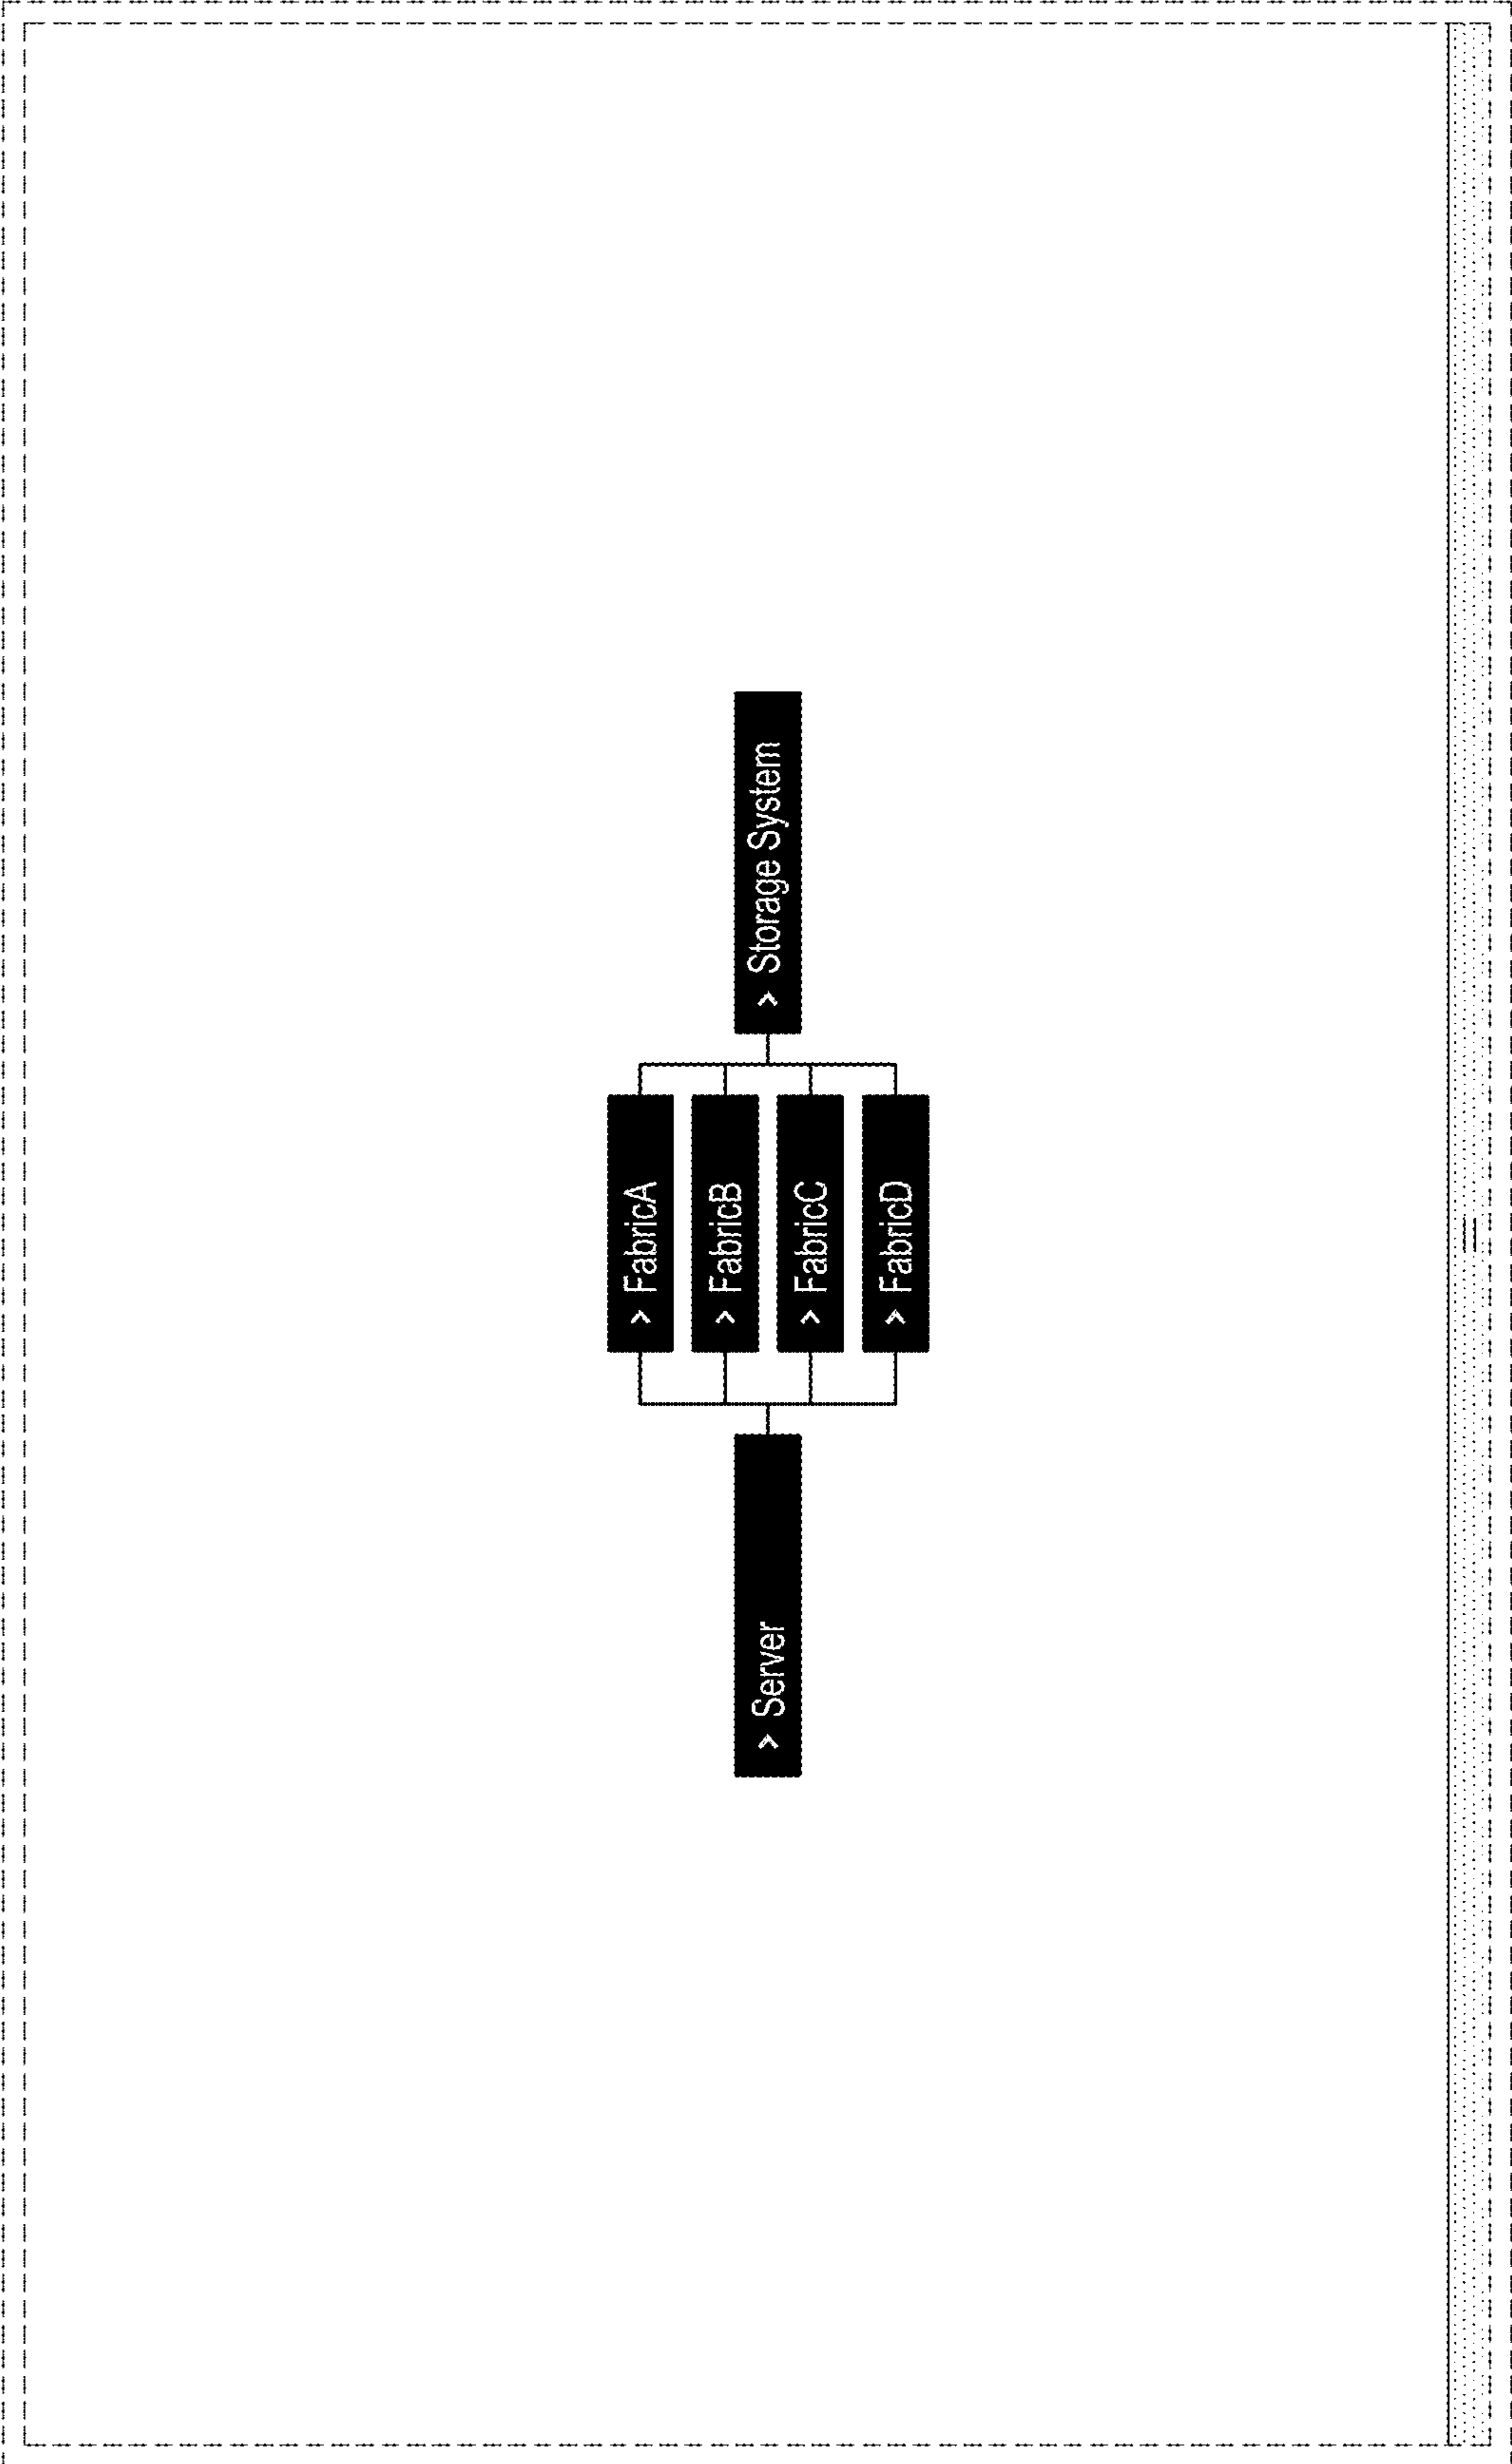 > Server
> FabricA
> FabricB
> FabricC
> FabricD
> Storage System